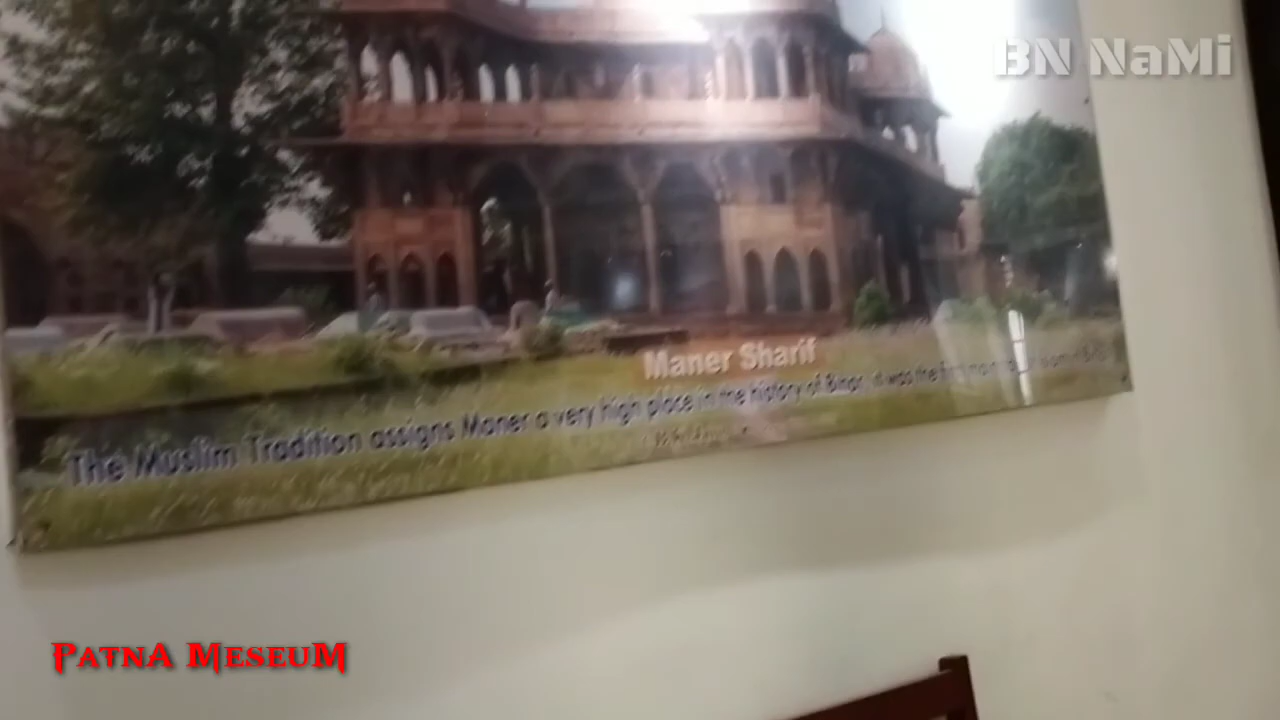 BN NaMi
Maner Sharif
The Muslim Tradition assigns Maner a very high place in the history of Bihar. It was the first
PATNA MESEUM